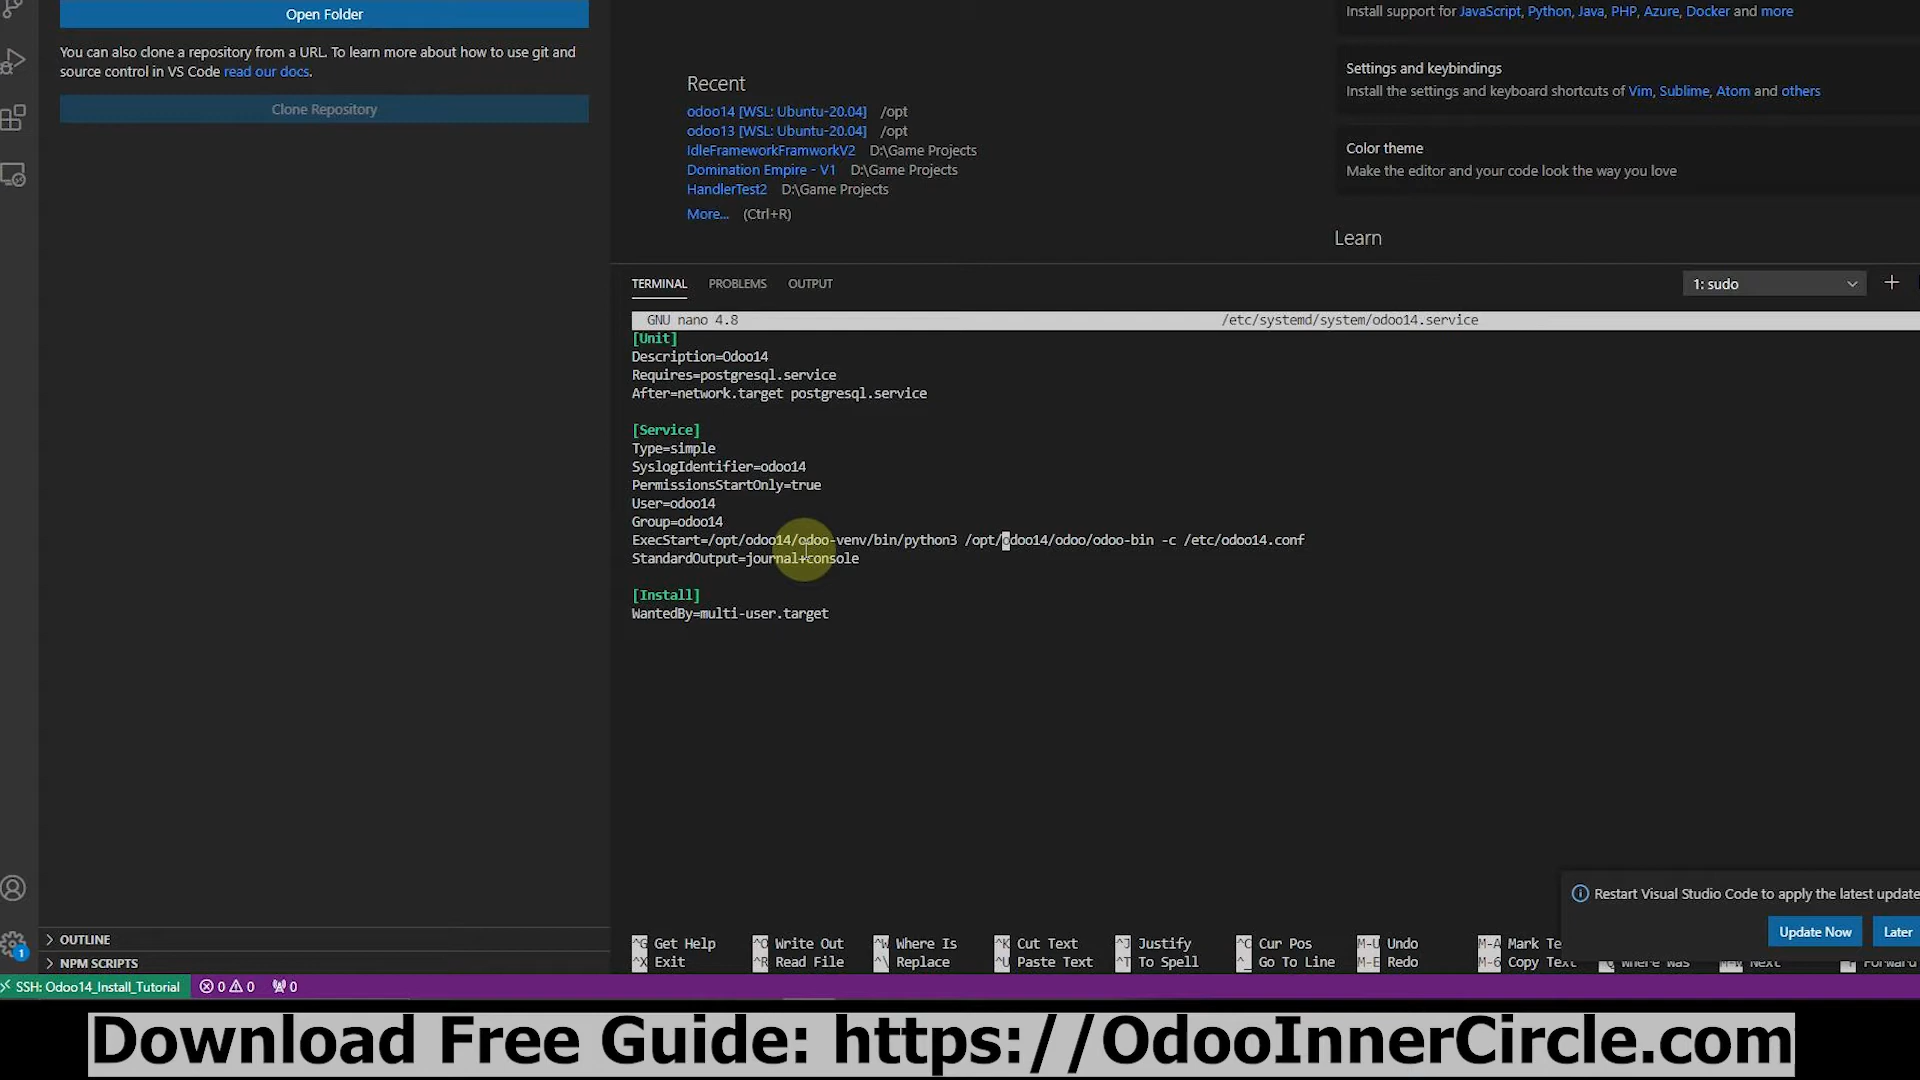 Open Folder
You can also clone a repository from a URL. To learn more about how to use git and
source control in VS Code read our docs.
Clone Repository
Recent
odoo14 [WSL: Ubuntu-20.04] /opt
odoo13 [WSL: Ubuntu-20.04] /opt
IdleFrameworkFramworkV2 D:\Game Projects
Domination Empire - V1 D:\Game Projects
HandlerTest2 D:\Game Projects
More... (Ctrl+R)
Install support for JavaScript, Python, Java, PHP, Azure, Docker and more
Settings and keybindings
Install the settings and keyboard shortcuts of Vim, Sublime, Atom and others
Color theme
Make the editor and your code look the way you love
Learn
TERMINAL PROBLEMS OUTPUT 1: sudo
GNU nano 4.8 /etc/systemd/system/odoo14.service
[Unit]
Description=Odoo14
Requires=postgresql.service
After=network.target postgresql.service
[Service]
Type=simple
SyslogIdentifier=odoo14
PermissionsStartOnly=true
User=odoo14
Group=odoo14
ExecStart=/opt/odoo14/odoo-venv/bin/python3 /opt/odoo14/odoo/odoo-bin -c /etc/odoo14.conf
StandardOutput=journal+console
[Install]
WantedBy=multi-user.target
Restart Visual Studio Code to apply the latest update
Update Now Later
^G Get Help ^O Write Out ^W Where Is ^K Cut Text ^J Justify ^C Cur Pos M-U Undo M-A Mark Te
^X Exit ^R Read File ^\ Replace ^U Paste Text ^T To Spell ^_ Go To Line M-E Redo M-6 Copy Text
OUTLINE
NPM SCRIPTS
1
SSH: Odoo14_Install_Tutorial 0 0 0
Download Free Guide: https://OdooInnerCircle.com